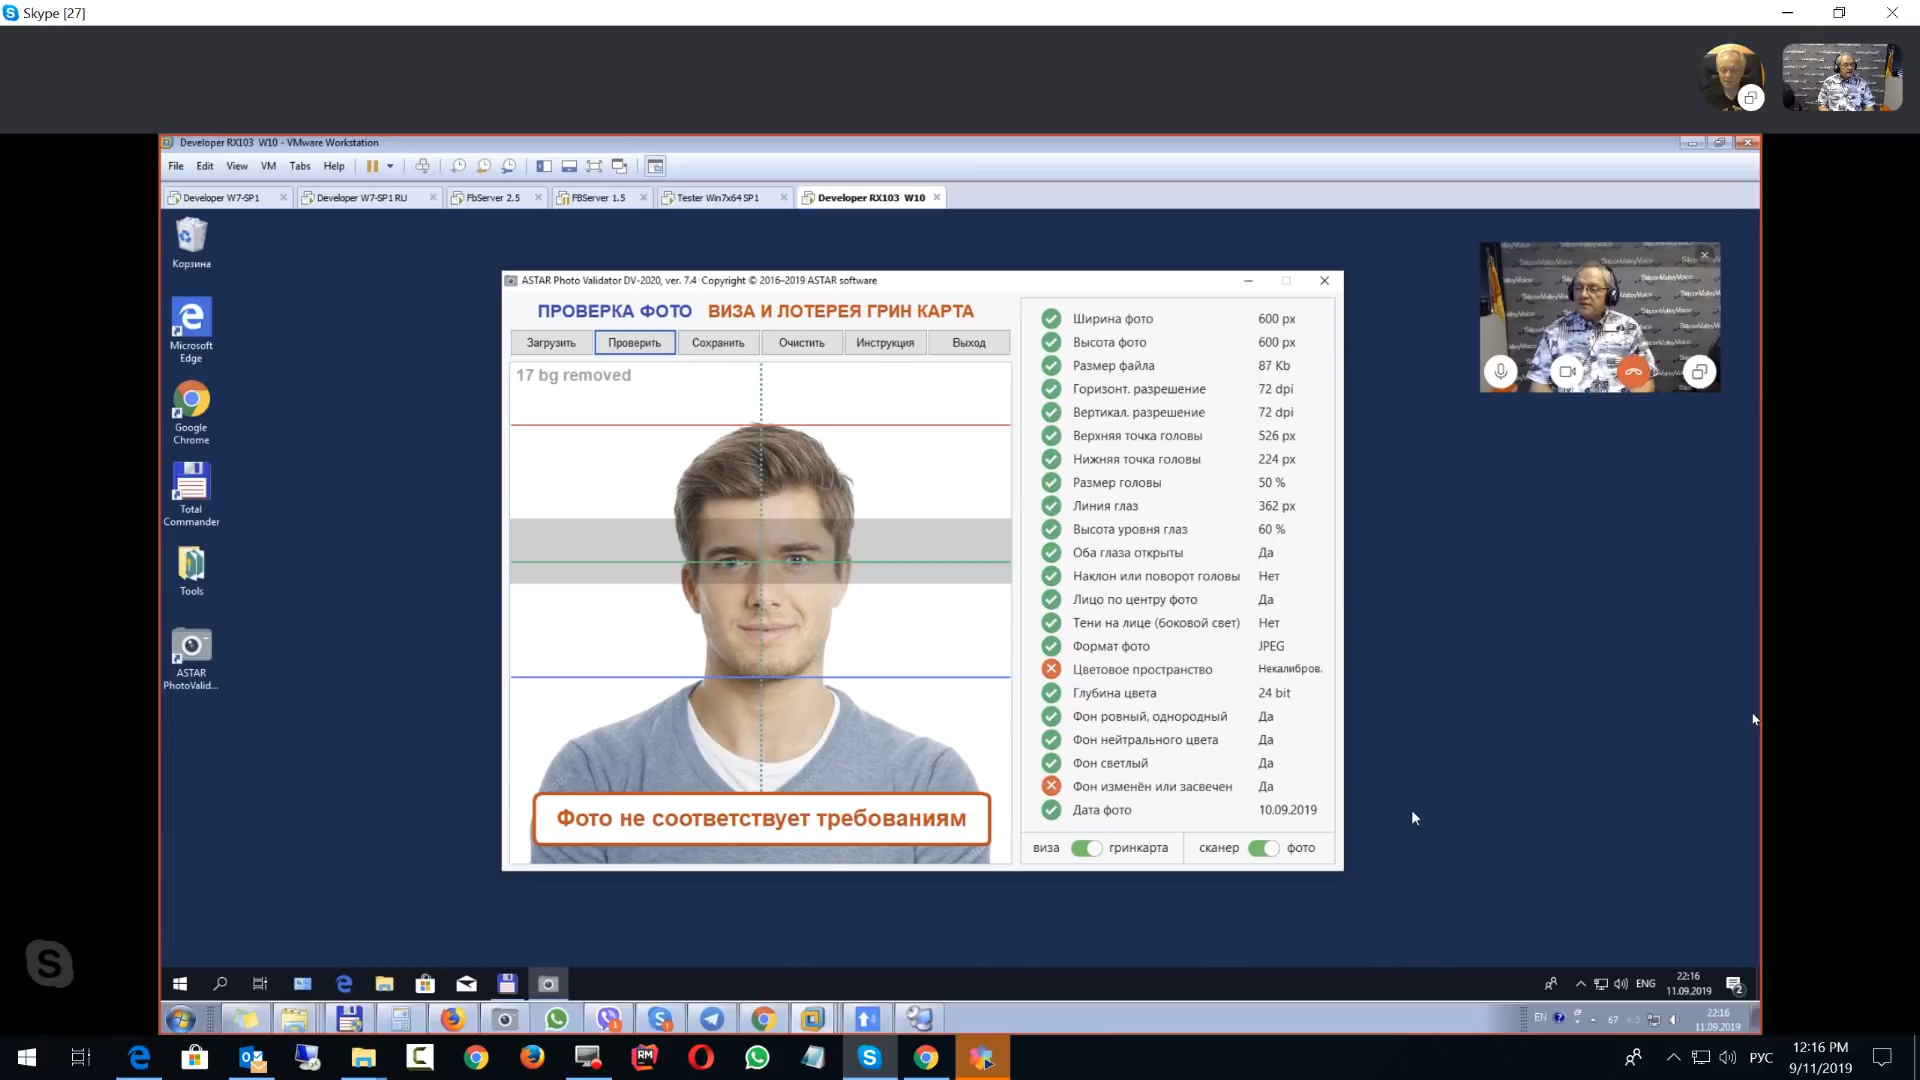 Skype [27]
Developer RX103 W10 - VMware Workstation
File Edit View VM Tabs Help
Developer W7-SP1
Developer W7-SP1 RU
FbServer 2.5
FBServer 1.5
Tester Win7x64 SP1
Developer RX103 W10
Корзина
Microsoft
Edge
Google
Chrome
Total
Commander
Tools
ASTAR
PhotoValid...
ASTAR Photo Validator DV-2020, ver. 7.4 Copyright © 2016–2019 ASTAR software
ПРОВЕРКА ФОТО ВИЗА И ЛОТЕРЕЯ ГРИН КАРТА
Загрузить Проверить Сохранить Очистить Инструкция Выход
17 bg removed
Фото не соответствует требованиям
Ширина фото 600 px
Высота фото 600 px
Размер файла 87 Kb
Горизонт. разрешение 72 dpi
Вертикал. разрешение 72 dpi
Верхняя точка головы 526 px
Нижняя точка головы 224 px
Размер головы 50 %
Линия глаз 362 px
Высота уровня глаз 60 %
Оба глаза открыты Да
Наклон или поворот головы Нет
Лицо по центру фото Да
Тени на лице (боковой свет) Нет
Формат фото JPEG
Цветовое пространство Некалибров.
Глубина цвета 24 bit
Фон ровный, однородный Да
Фон нейтрального цвета Да
Фон светлый Да
Фон изменён или засвечен Да
Дата фото 10.09.2019
виза гринкарта сканер фото
SiliconValleyVoice
ENG
22:16
11.09.2019
2
EN
67
22:16
11.09.2019
РУС
12:16 PM
9/11/2019